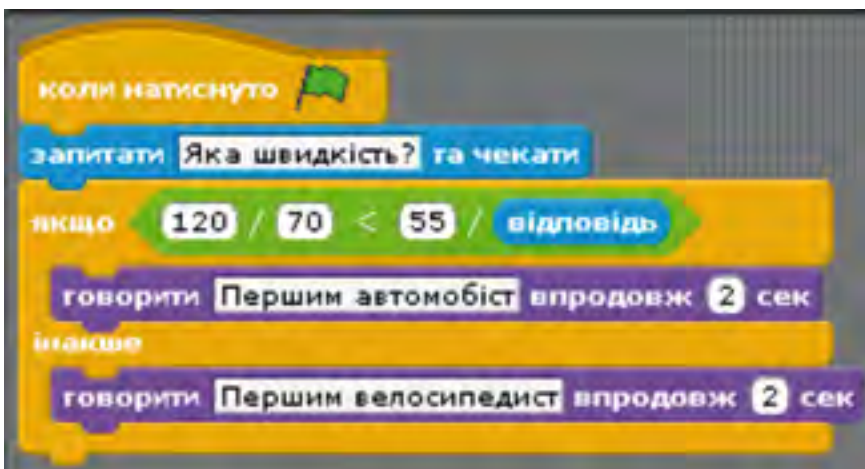 коли натиснуто
запитати Яка швидкість? та чекати
якщо 120 / 70 < 55 / відповідь
говорити Першим автомобіст впродовж 2 сек
інакше
говорити Першим велосипедист впродовж 2 сек